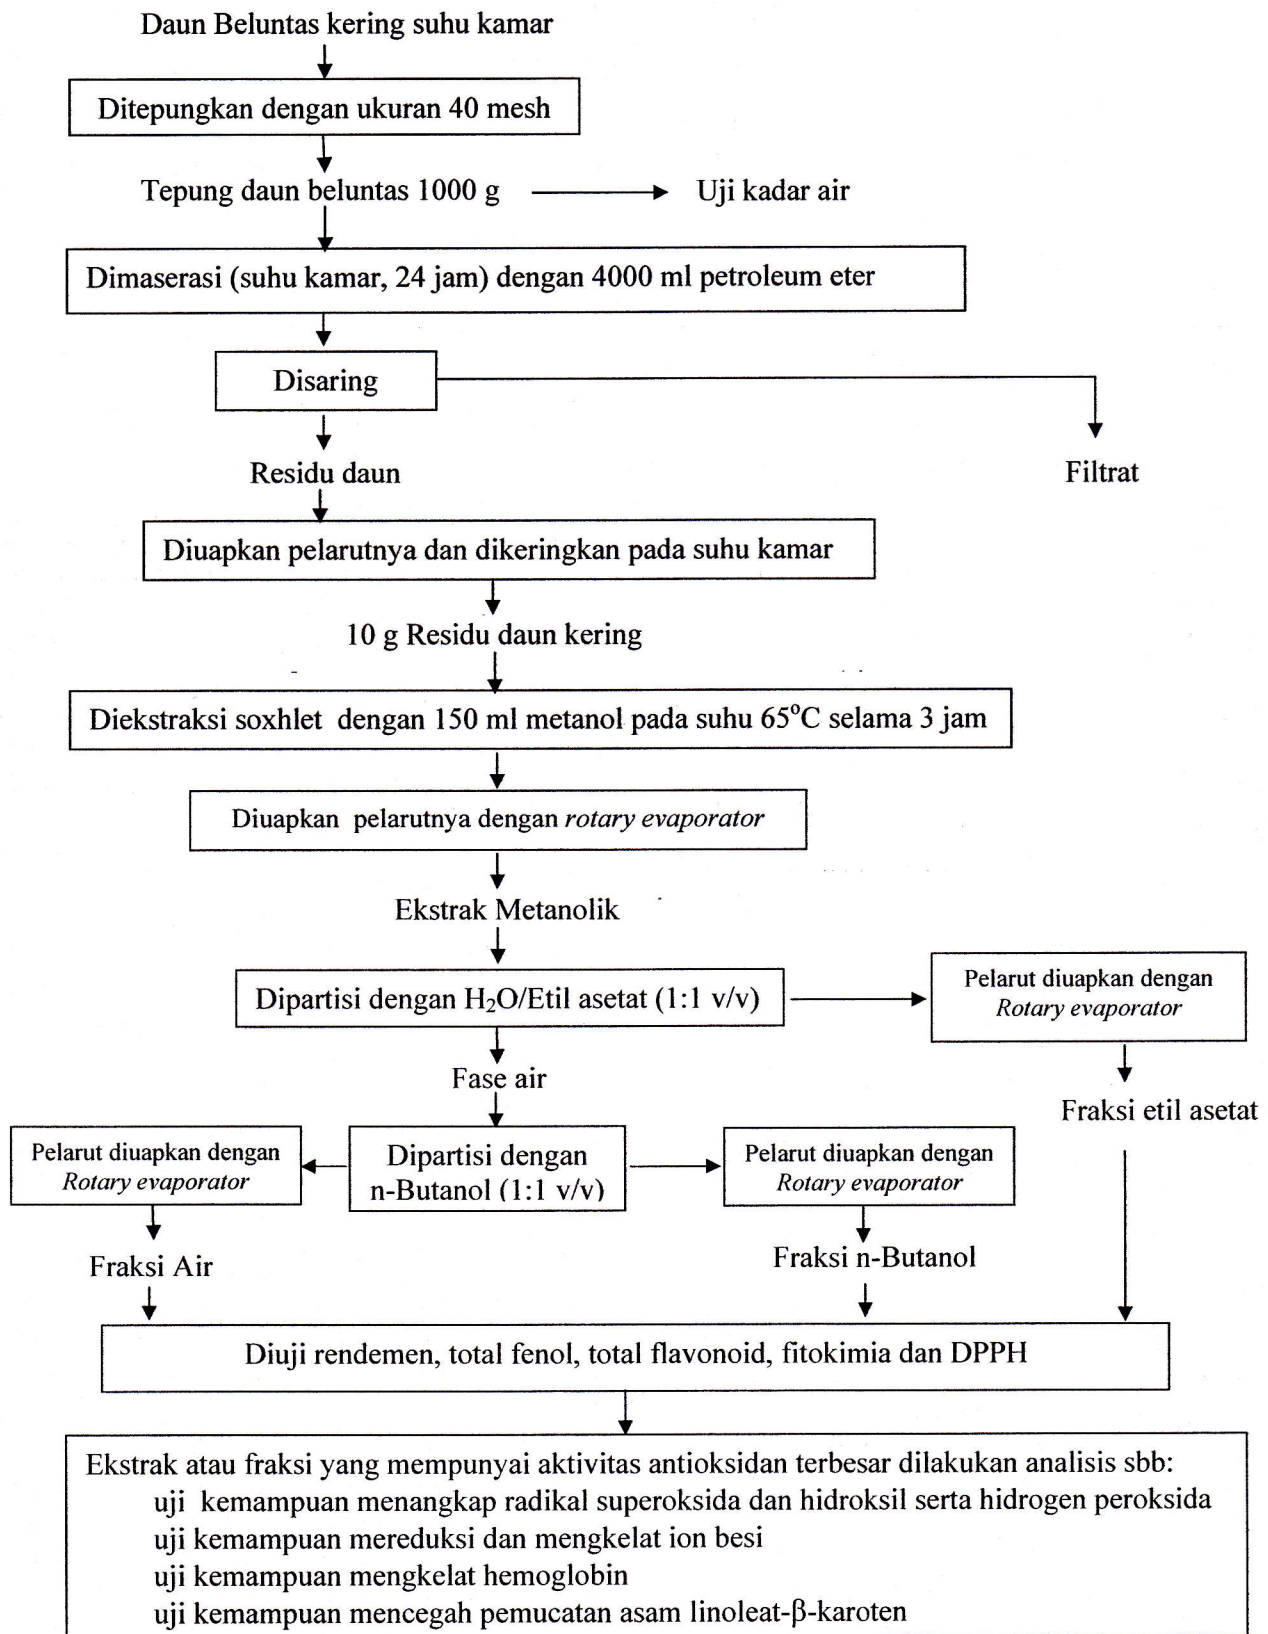 Daun Beluntas kering suhu kamar
Ditepungkan dengan ukuran 40 mesh
Tepung daun beluntas 1000 g
Uji kadar air
Dimaserasi (suhu kamar, 24 jam) dengan 4000 ml petroleum eter
Disaring
Residu daun
Filtrat
Diuapkan pelarutnya dan dikeringkan pada suhu kamar
10 g Residu daun kering
Diekstraksi soxhlet dengan 150 ml metanol pada suhu 65°C selama 3 jam
Diuapkan pelarutnya dengan rotary evaporator
Ekstrak Metanolik
Dipartisi dengan H₂O/Etil asetat (1:1 v/v)
Pelarut diuapkan dengan
Rotary evaporator
Fase air
Fraksi etil asetat
Pelarut diuapkan dengan
Rotary evaporator
Dipartisi dengan
n-Butanol (1:1 v/v)
Pelarut diuapkan dengan
Rotary evaporator
Fraksi Air
Fraksi n-Butanol
Diuji rendemen, total fenol, total flavonoid, fitokimia dan DPPH
Ekstrak atau fraksi yang mempunyai aktivitas antioksidan terbesar dilakukan analisis sbb:
uji kemampuan menangkap radikal superoksida dan hidroksil serta hidrogen peroksida
uji kemampuan mereduksi dan mengkelat ion besi
uji kemampuan mengkelat hemoglobin
uji kemampuan mencegah pemucatan asam linoleat-β-karoten